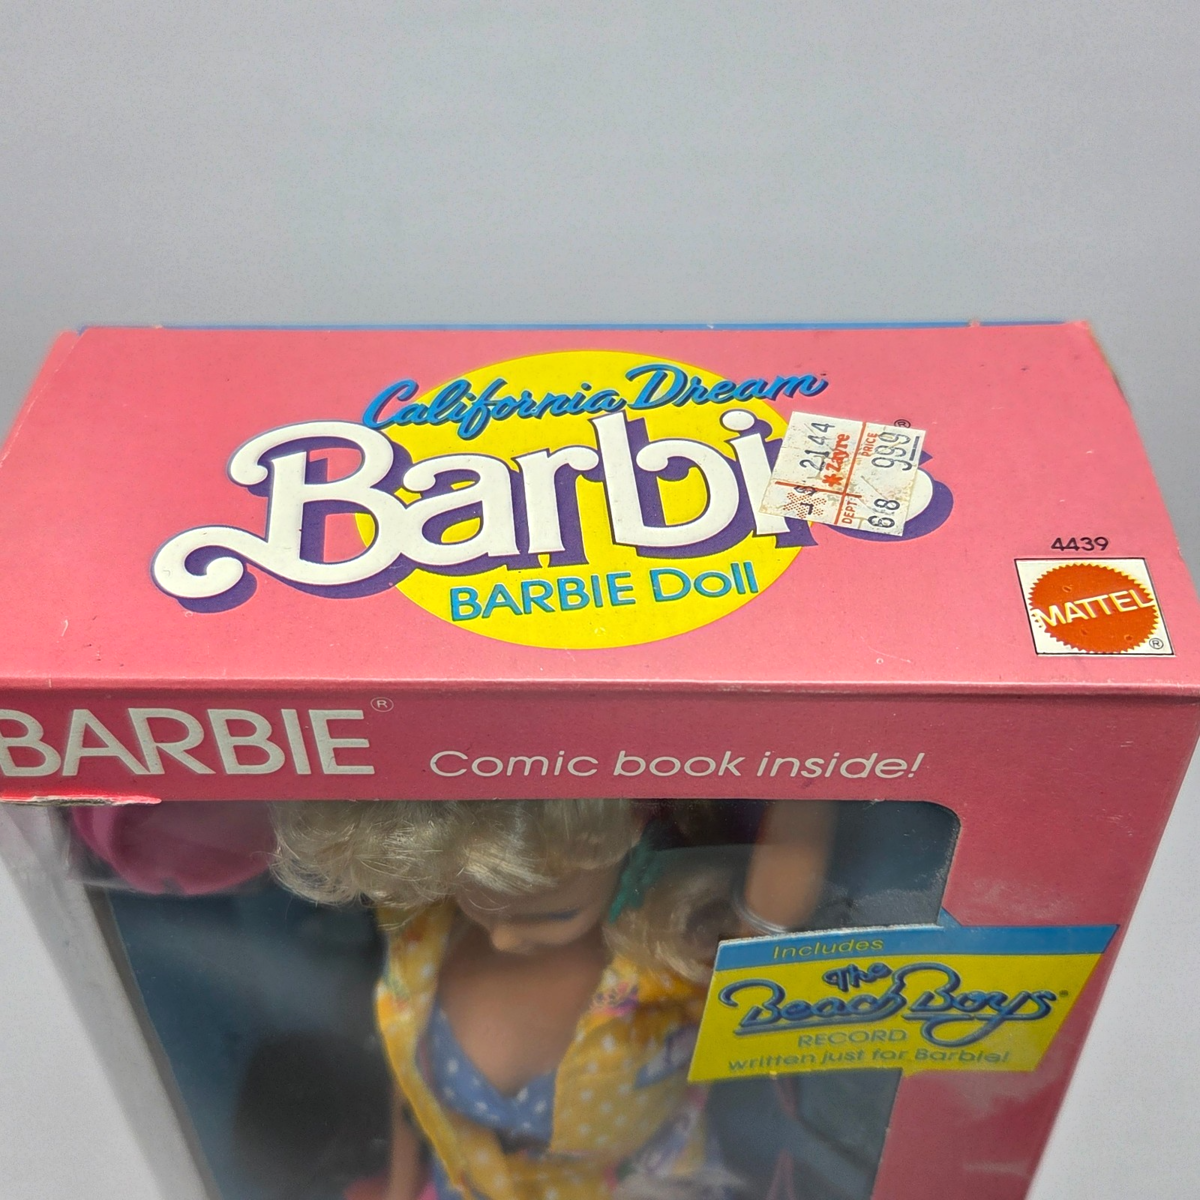 California Dream
Barbie
®
BARBIE Doll
2144
Zayre
DEPT
PRICE
68 999
4439
MATTEL
®
BARBIE®
Comic book inside!
Includes
The
Beach Boys
RECORD
written just for Barbie!